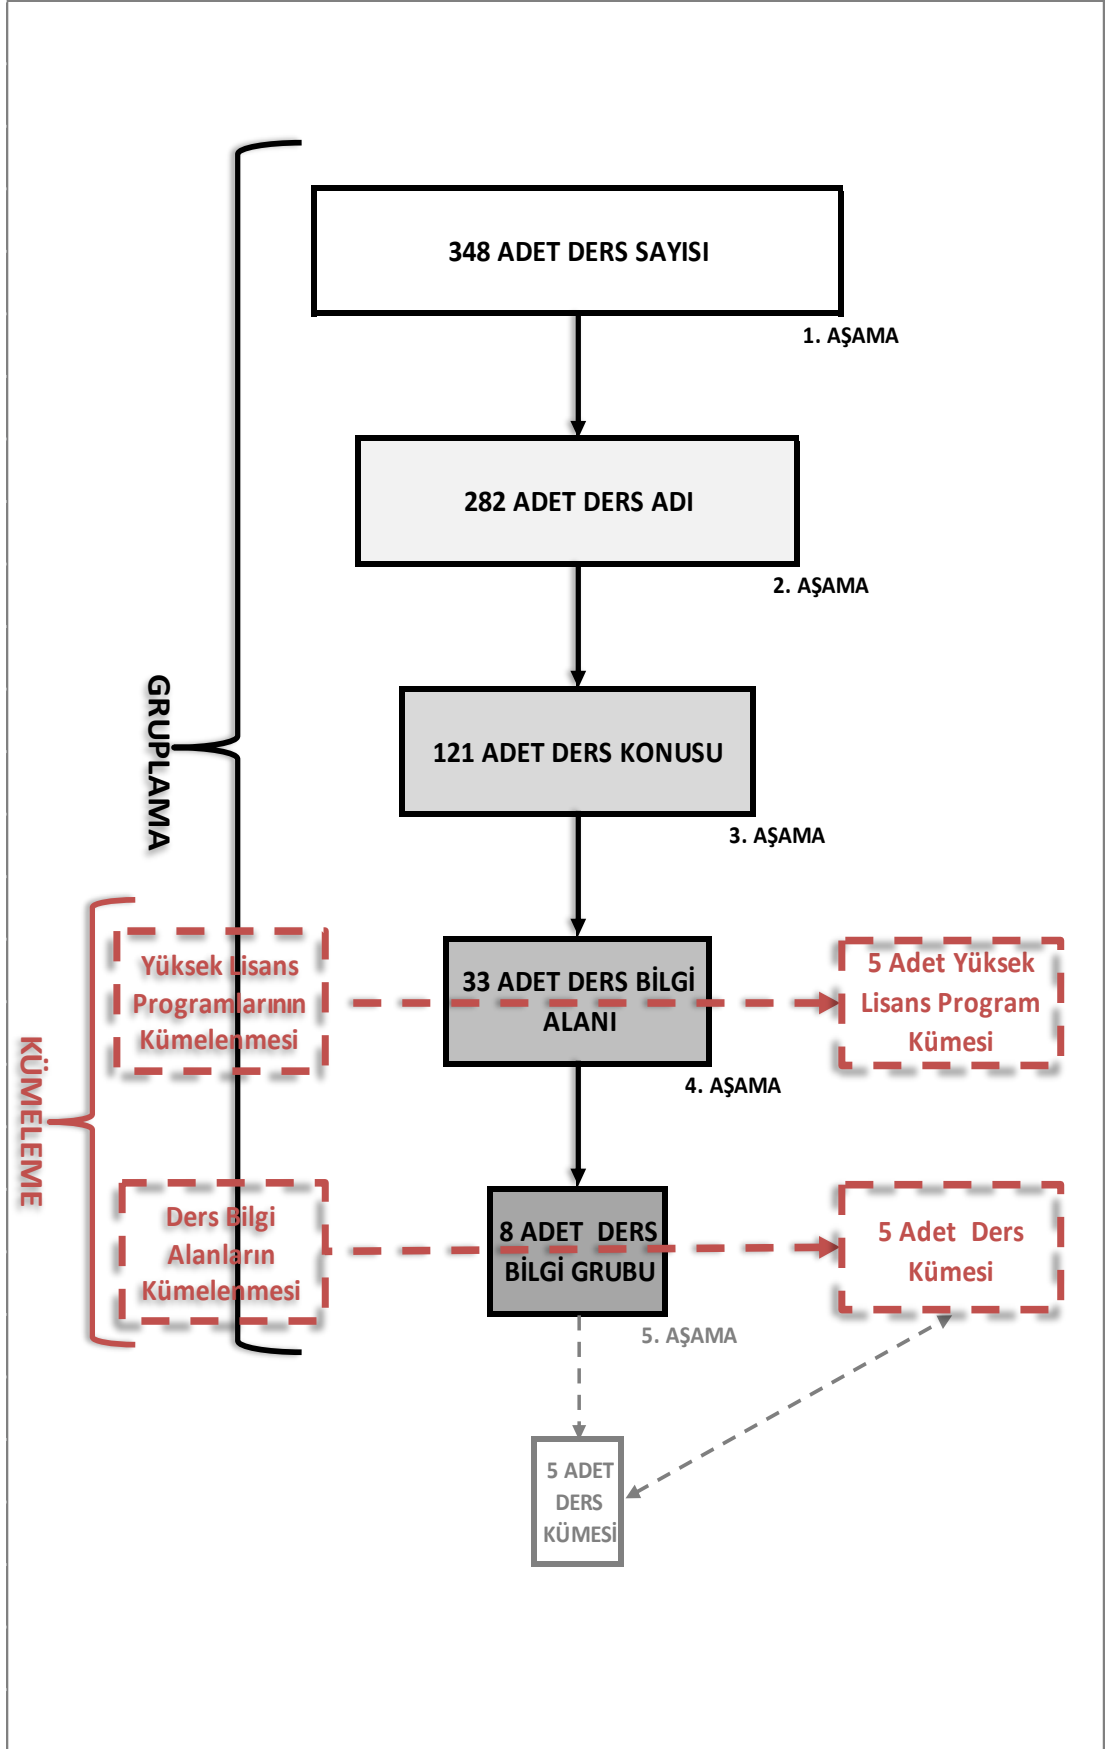 348 ADET DERS SAYISI
1. AŞAMA
282 ADET DERS ADI
2. AŞAMA
GRUPLAMA
121 ADET DERS KONUSU
3. AŞAMA
KÜMELEME
Yüksek Lisans
Programlarının
Kümelenmesi
33 ADET DERS BİLGİ
ALANI
4. AŞAMA
5 Adet Yüksek
Lisans Program
Kümesi
Ders Bilgi
Alanların
Kümelenmesi
8 ADET  DERS
BİLGİ GRUBU
5. AŞAMA
5 Adet  Ders
Kümesi
5 ADET
DERS
KÜMESİ